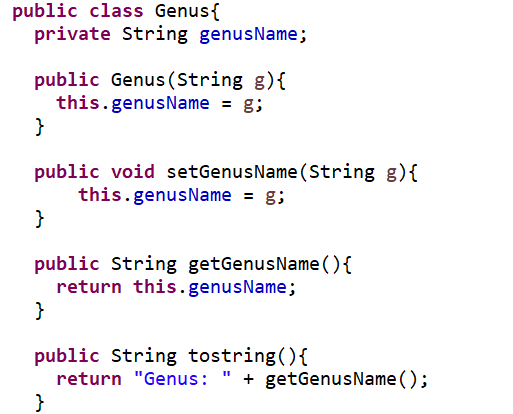 public class Genus{
private String genusName;
public Genus(String g){
this.genusName = g;
}
public void setGenusName(String g){
this.genusName = g;
}
public String getGenusName(){
return this.genusName;
}
public String tostring(){
return "Genus: " + getGenusName();
}